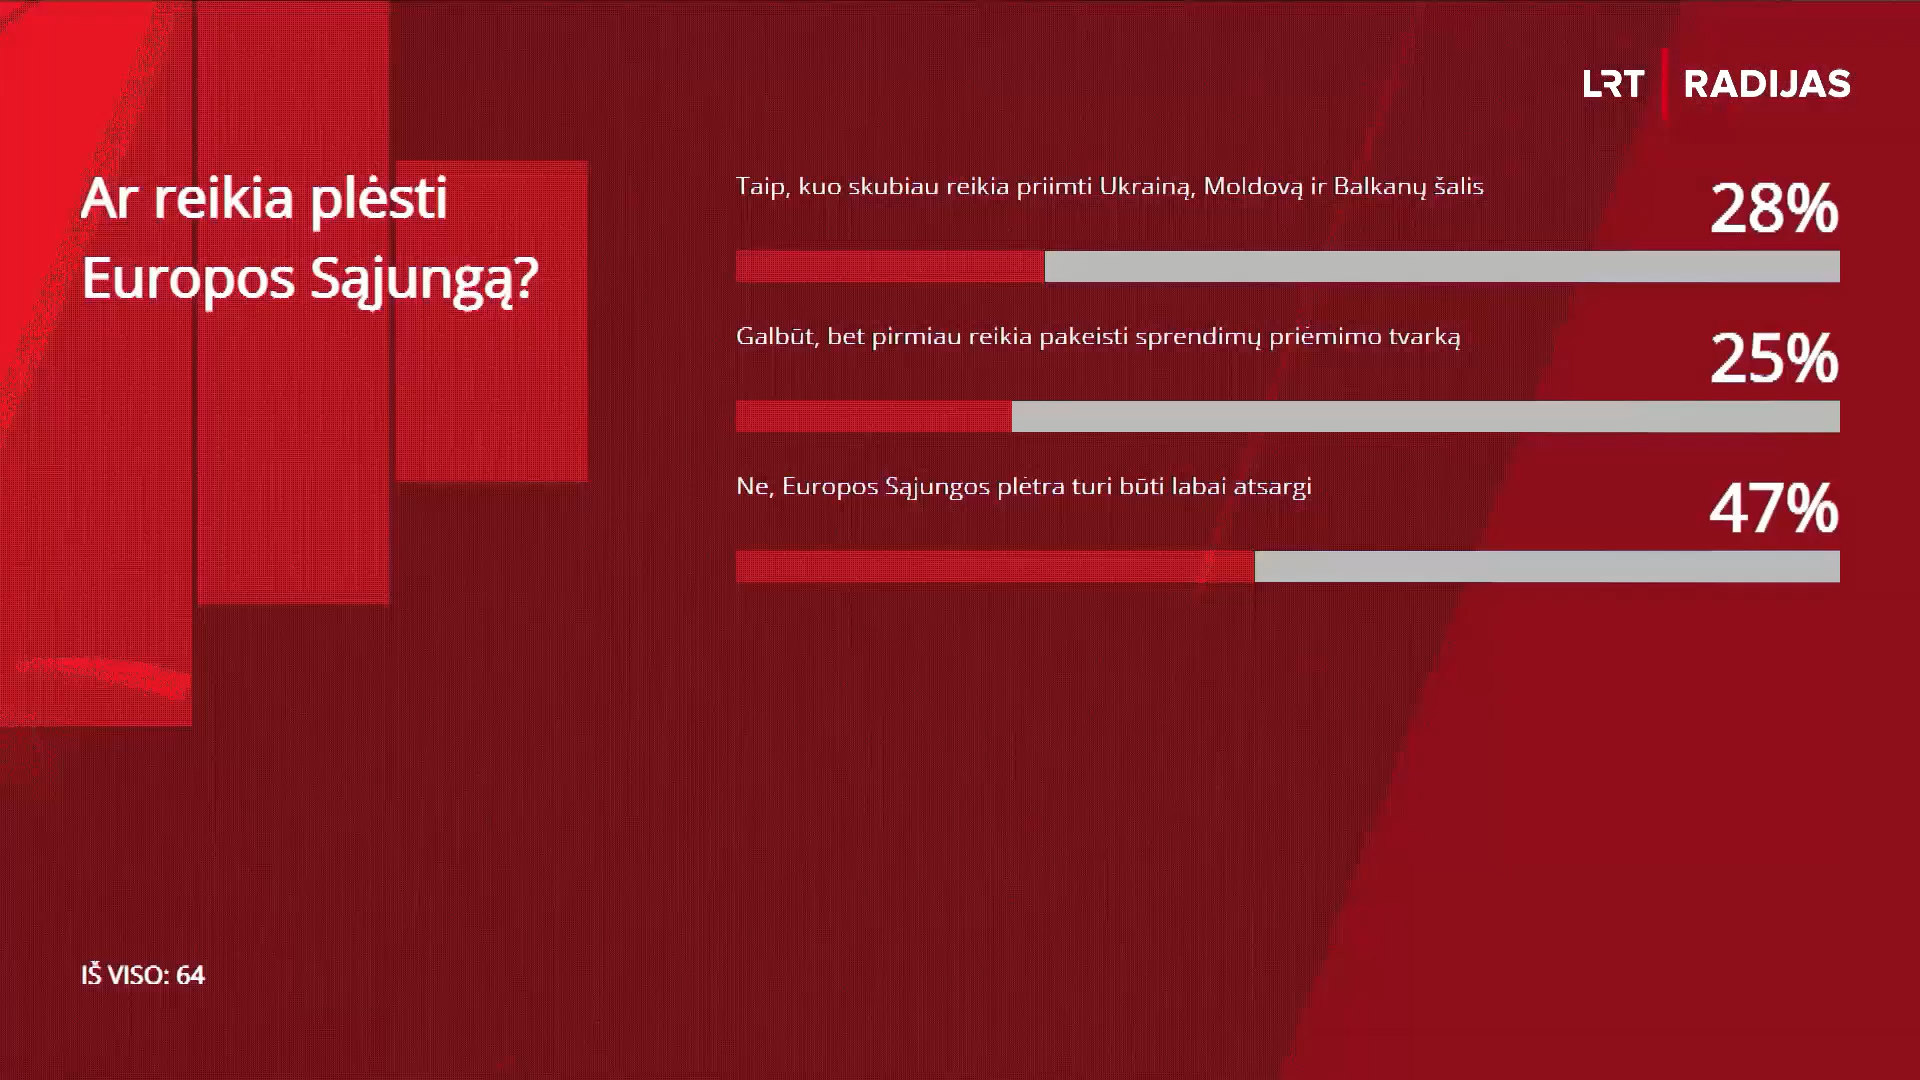 LRT RADIJAS
Ar reikia plėsti
Europos Sąjungą?
Taip, kuo skubiau reikia priimti Ukrainą, Moldovą ir Balkanų šalis
28%
Galbūt, bet pirmiau reikia pakeisti sprendimų priėmimo tvarką
25%
Ne, Europos Sąjungos plėtra turi būti labai atsargi
47%
IŠ VISO: 64